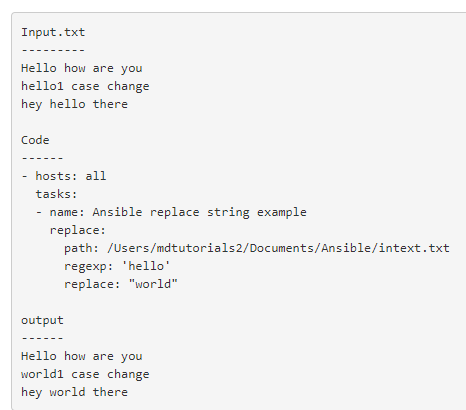 Input.txt
---------
Hello how are you
hello1 case change
hey hello there

Code
------
- hosts: all
  tasks:
  - name: Ansible replace string example
    replace:
      path: /Users/mdtutorials2/Documents/Ansible/intext.txt
      regexp: 'hello'
      replace: "world"

output
------
Hello how are you
world1 case change
hey world there